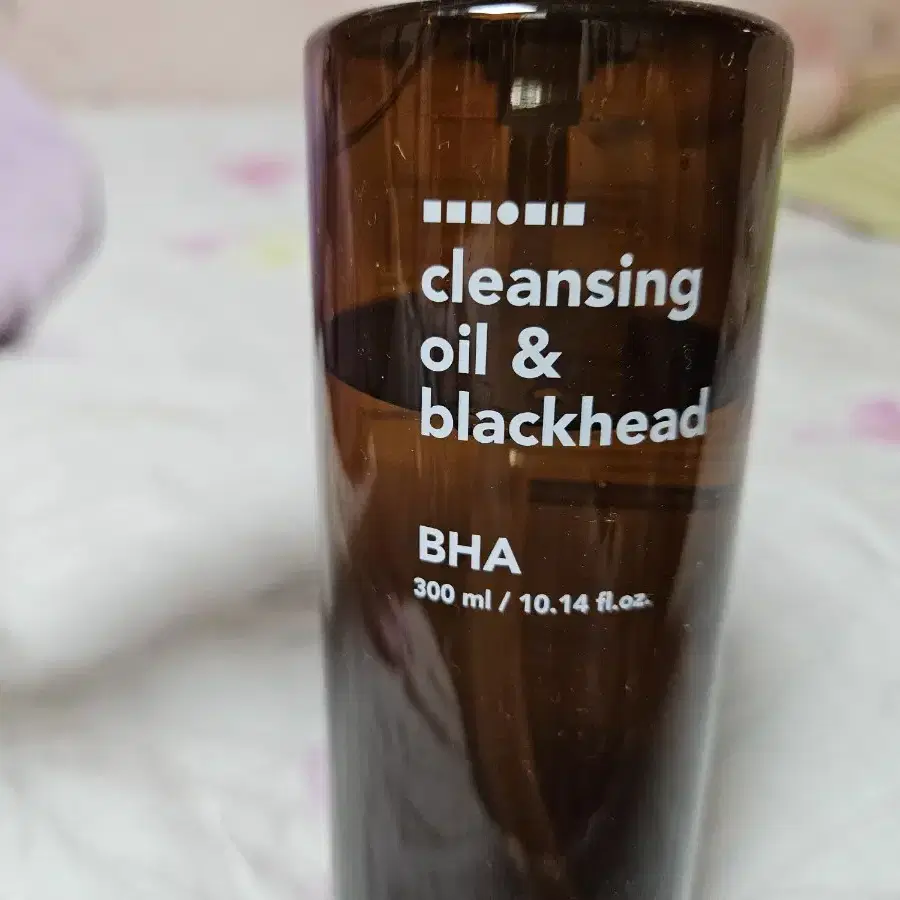 cleansing
oil &
blackhead
BHA
300 ml / 10.14 fl.oz.